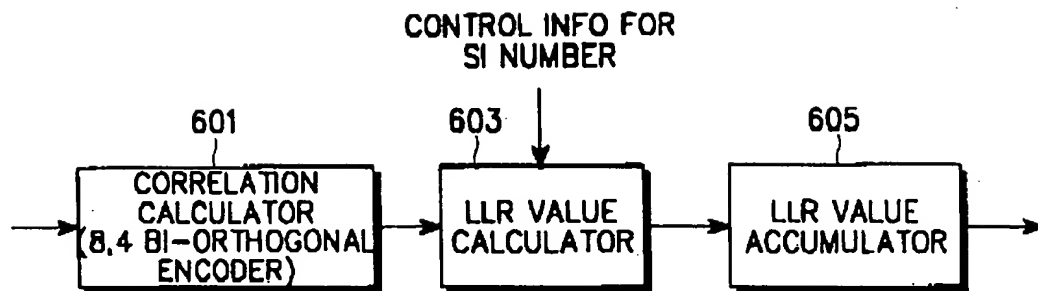 CONTROL INFO FOR
SI NUMBER
601
603
605
CORRELATION
CALCULATOR
(8,4 BI-ORTHOGONAL
ENCODER)
LLR VALUE
CALCULATOR
LLR VALUE
ACCUMULATOR